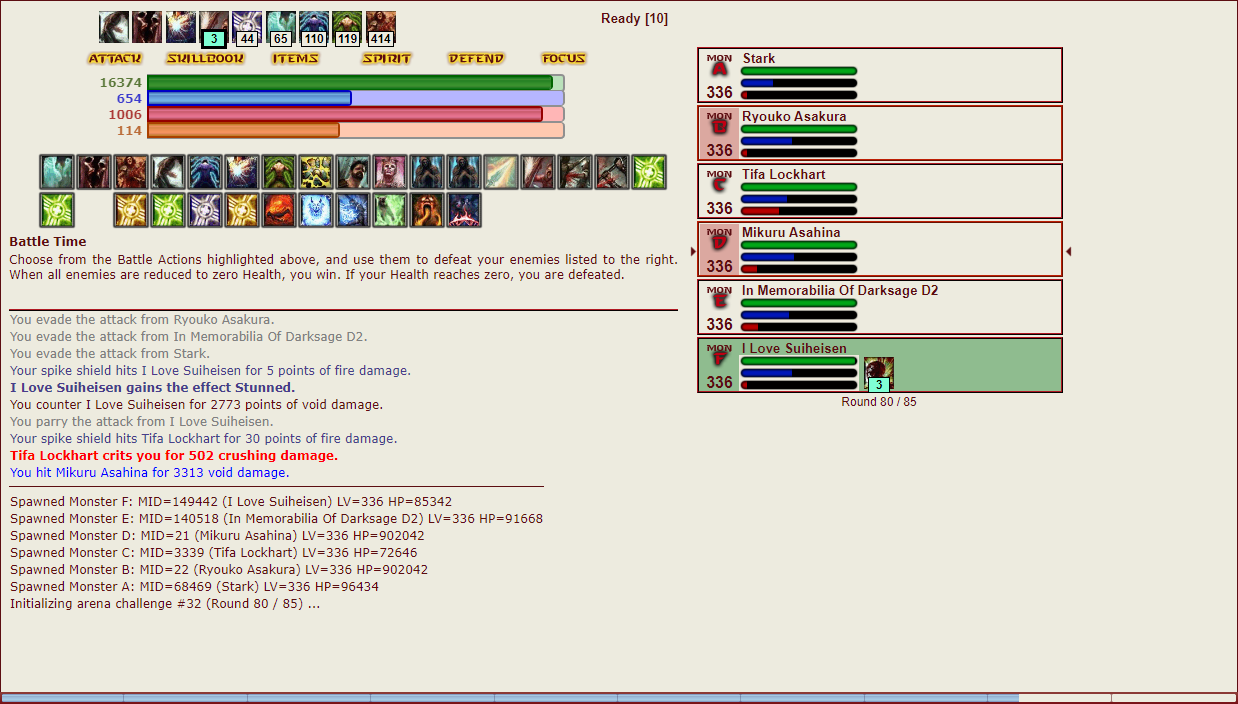 Ready [10]
3 44 65 110 119 414
ATTACK SKILLBOOK ITEMS SPIRIT DEFEND FOCUS
16374
654
1006
114
Battle Time
Choose from the Battle Actions highlighted above, and use them to defeat your enemies listed to the right.
When all enemies are reduced to zero Health, you win. If your Health reaches zero, you are defeated.
You evade the attack from Ryouko Asakura.
You evade the attack from In Memorabilia Of Darksage D2.
You evade the attack from Stark.
Your spike shield hits I Love Suiheisen for 5 points of fire damage.
I Love Suiheisen gains the effect Stunned.
You counter I Love Suiheisen for 2773 points of void damage.
You parry the attack from I Love Suiheisen.
Your spike shield hits Tifa Lockhart for 30 points of fire damage.
Tifa Lockhart crits you for 502 crushing damage.
You hit Mikuru Asahina for 3313 void damage.
Spawned Monster F: MID=149442 (I Love Suiheisen) LV=336 HP=85342
Spawned Monster E: MID=140518 (In Memorabilia Of Darksage D2) LV=336 HP=91668
Spawned Monster D: MID=21 (Mikuru Asahina) LV=336 HP=902042
Spawned Monster C: MID=3339 (Tifa Lockhart) LV=336 HP=72646
Spawned Monster B: MID=22 (Ryouko Asakura) LV=336 HP=902042
Spawned Monster A: MID=68469 (Stark) LV=336 HP=96434
Initializing arena challenge #32 (Round 80 / 85) ...
MON Stark
A
336
MON Ryouko Asakura
B
336
MON Tifa Lockhart
C
336
MON Mikuru Asahina
D
336
MON In Memorabilia Of Darksage D2
E
336
MON I Love Suiheisen
F
336 3
Round 80 / 85